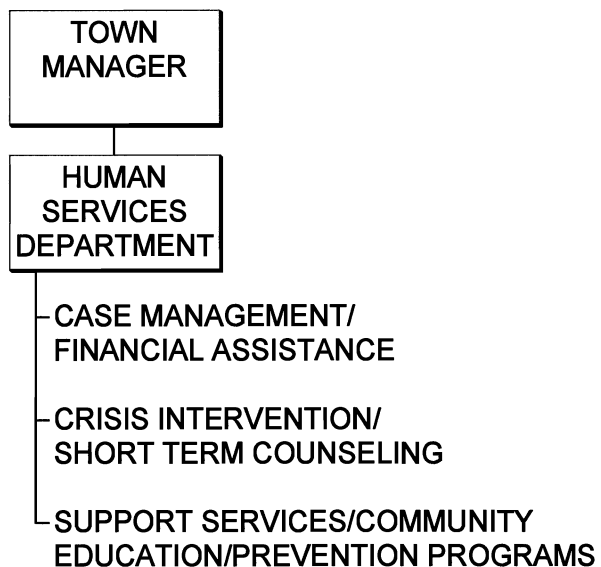 TOWN
MANAGER
HUMAN
SERVICES
DEPARTMENT
CASE MANAGEMENT/
FINANCIAL ASSISTANCE
CRISIS INTERVENTION/
SHORT TERM COUNSELING
SUPPORT SERVICES/COMMUNITY
EDUCATION/PREVENTION PROGRAMS